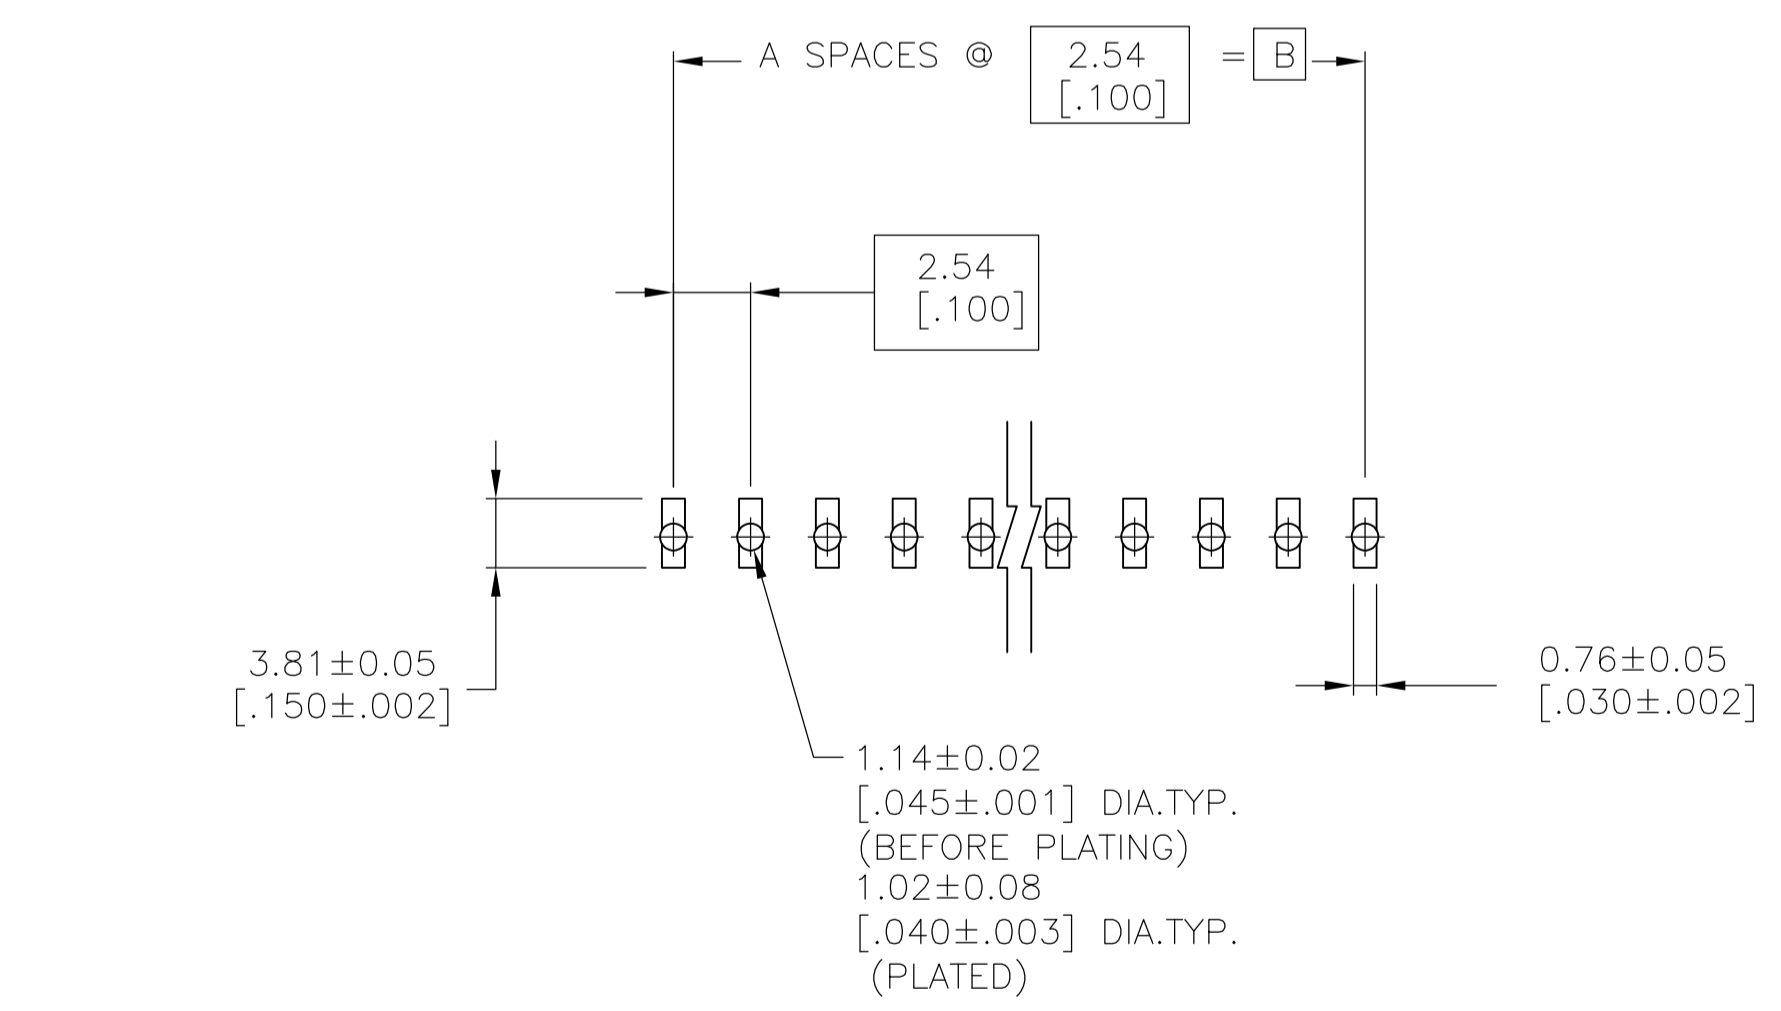 A SPACES @ 2.54 = B
[.100]
2.54
[.100]
3.81±0.05
[.150±.002]
0.76±0.05
[.030±.002]
1.14±0.02
[.045±.001] DIA.TYP.
(BEFORE PLATING)
1.02±0.08
[.040±.003] DIA.TYP.
(PLATED)